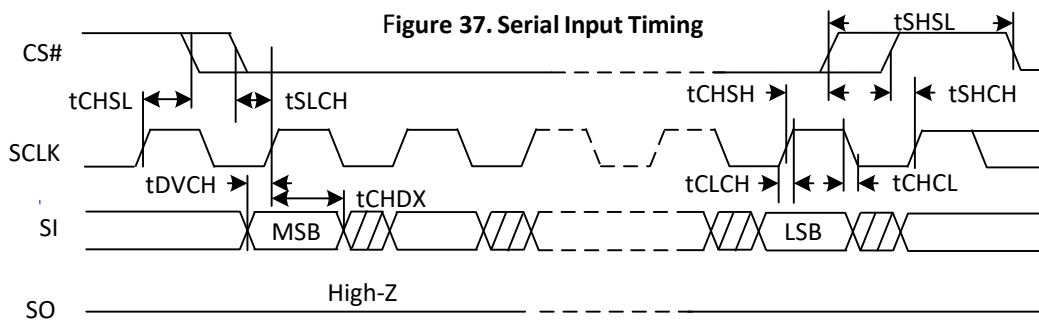 Figure 37. Serial Input Timing
tSHSL
CS#
tCHSL
tSLCH
tCHSH
tSHCH
SCLK
tDVCH
tCHDX
tCLCH
tCHCL
SI
MSB
LSB
High-Z
SO